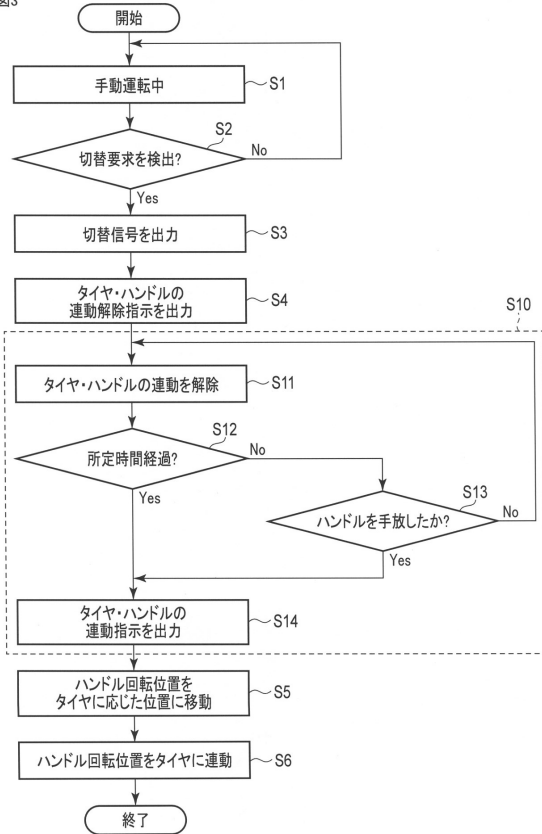 図3
開始
手動運転中
S1
S2
切替要求を検出?
No
Yes
切替信号を出力
S3
タイヤ・ハンドルの
連動解除指示を出力
S4
S10
タイヤ・ハンドルの連動を解除
S11
S12
所定時間経過?
No
Yes
S13
ハンドルを手放したか?
No
Yes
タイヤ・ハンドルの
連動指示を出力
S14
ハンドル回転位置を
タイヤに応じた位置に移動
S5
ハンドル回転位置をタイヤに連動
S6
終了